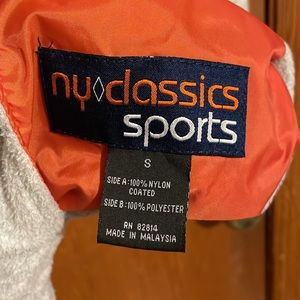 ny◇classics
sports
S
SIDE A: 100% NYLON
COATED
SIDE B: 100% POLYESTER
RN 82814
MADE IN MALAYSIA